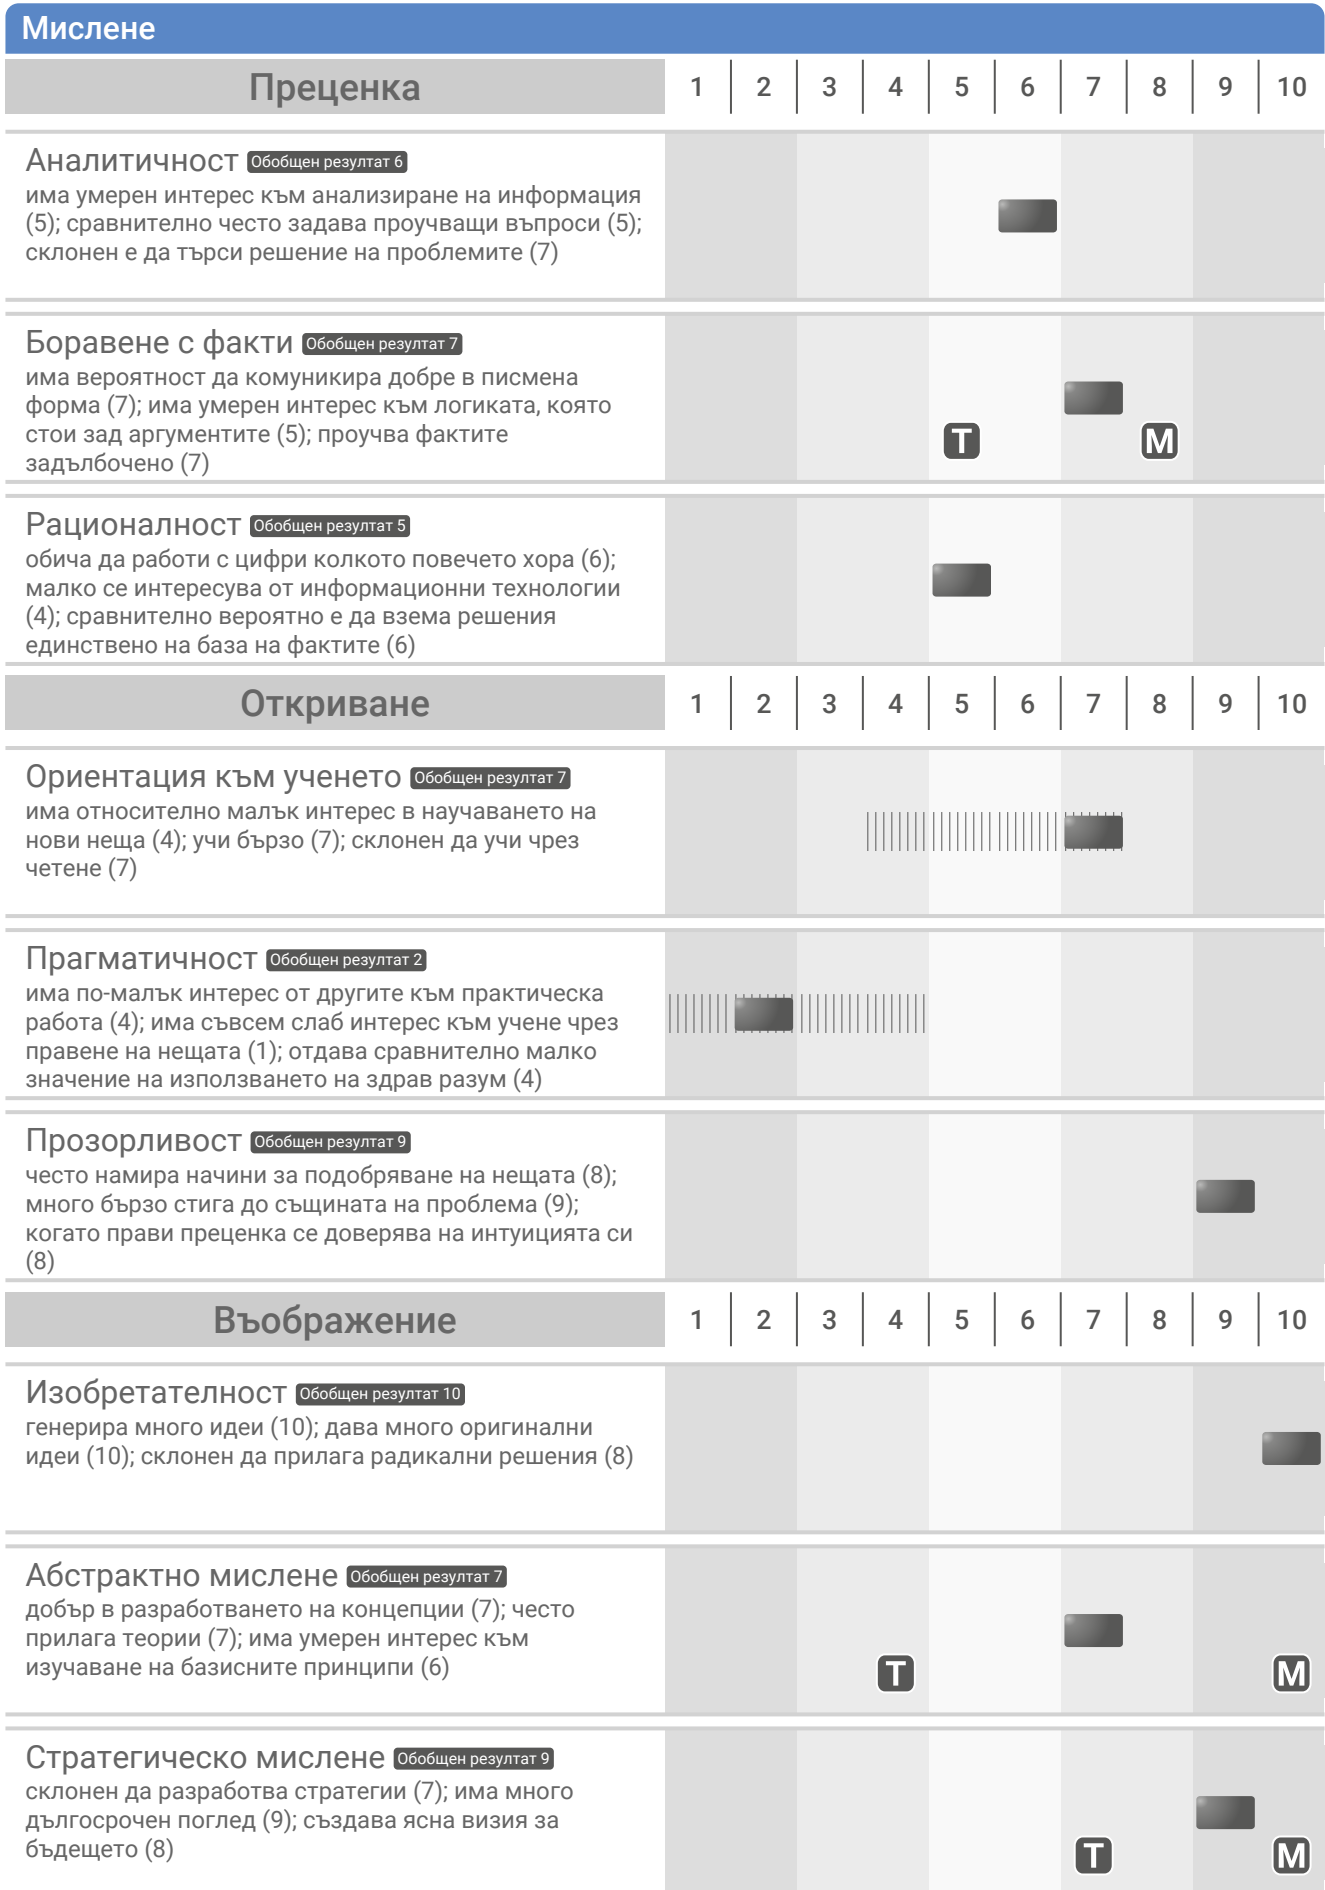 Мислене
Преценка 1 2 3 4 5 6 7 8 9 10
Аналитичност Обобщен резултат 6
има умерен интерес към анализиране на информация
(5); сравнително често задава проучващи въпроси (5);
склонен е да търси решение на проблемите (7)
Боравене с факти Обобщен резултат 7
има вероятност да комуникира добре в писмена
форма (7); има умерен интерес към логиката, която
стои зад аргументите (5); проучва фактите
задълбочено (7)
T M
Рационалност Обобщен резултат 5
обича да работи с цифри колкото повечето хора (6);
малко се интересува от информационни технологии
(4); сравнително вероятно е да взема решения
единствено на база на фактите (6)
Откриване 1 2 3 4 5 6 7 8 9 10
Ориентация към ученето Обобщен резултат 7
има относително малък интерес в научаването на
нови неща (4); учи бързо (7); склонен да учи чрез
четене (7)
Прагматичност Обобщен резултат 2
има по-малък интерес от другите към практическа
работа (4); има съвсем слаб интерес към учене чрез
правене на нещата (1); отдава сравнително малко
значение на използването на здрав разум (4)
Прозорливост Обобщен резултат 9
често намира начини за подобряване на нещата (8);
много бързо стига до същината на проблема (9);
когато прави преценка се доверява на интуицията си
(8)
Въображение 1 2 3 4 5 6 7 8 9 10
Изобретателност Обобщен резултат 10
генерира много идеи (10); дава много оригинални
идеи (10); склонен да прилага радикални решения (8)
Абстрактно мислене Обобщен резултат 7
добър в разработването на концепции (7); често
прилага теории (7); има умерен интерес към
изучаване на базисните принципи (6)
T M
Стратегическо мислене Обобщен резултат 9
склонен да разработва стратегии (7); има много
дългосрочен поглед (9); създава ясна визия за
бъдещето (8)
T M